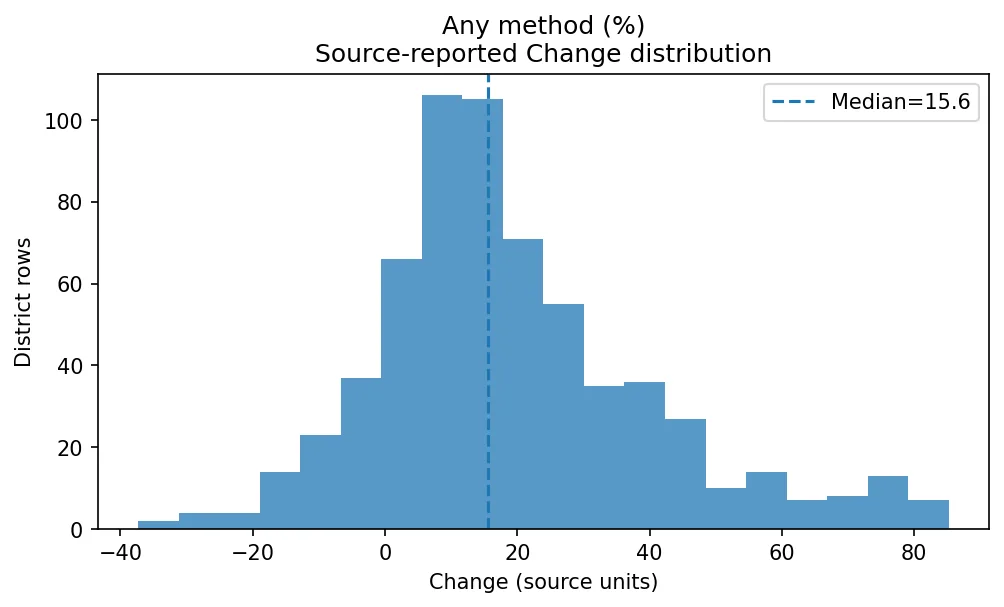 Any method (%)
Source-reported Change distribution
Median=15.6
District rows
100
80
60
40
20
0
−40
−20
0
20
40
60
80
Change (source units)